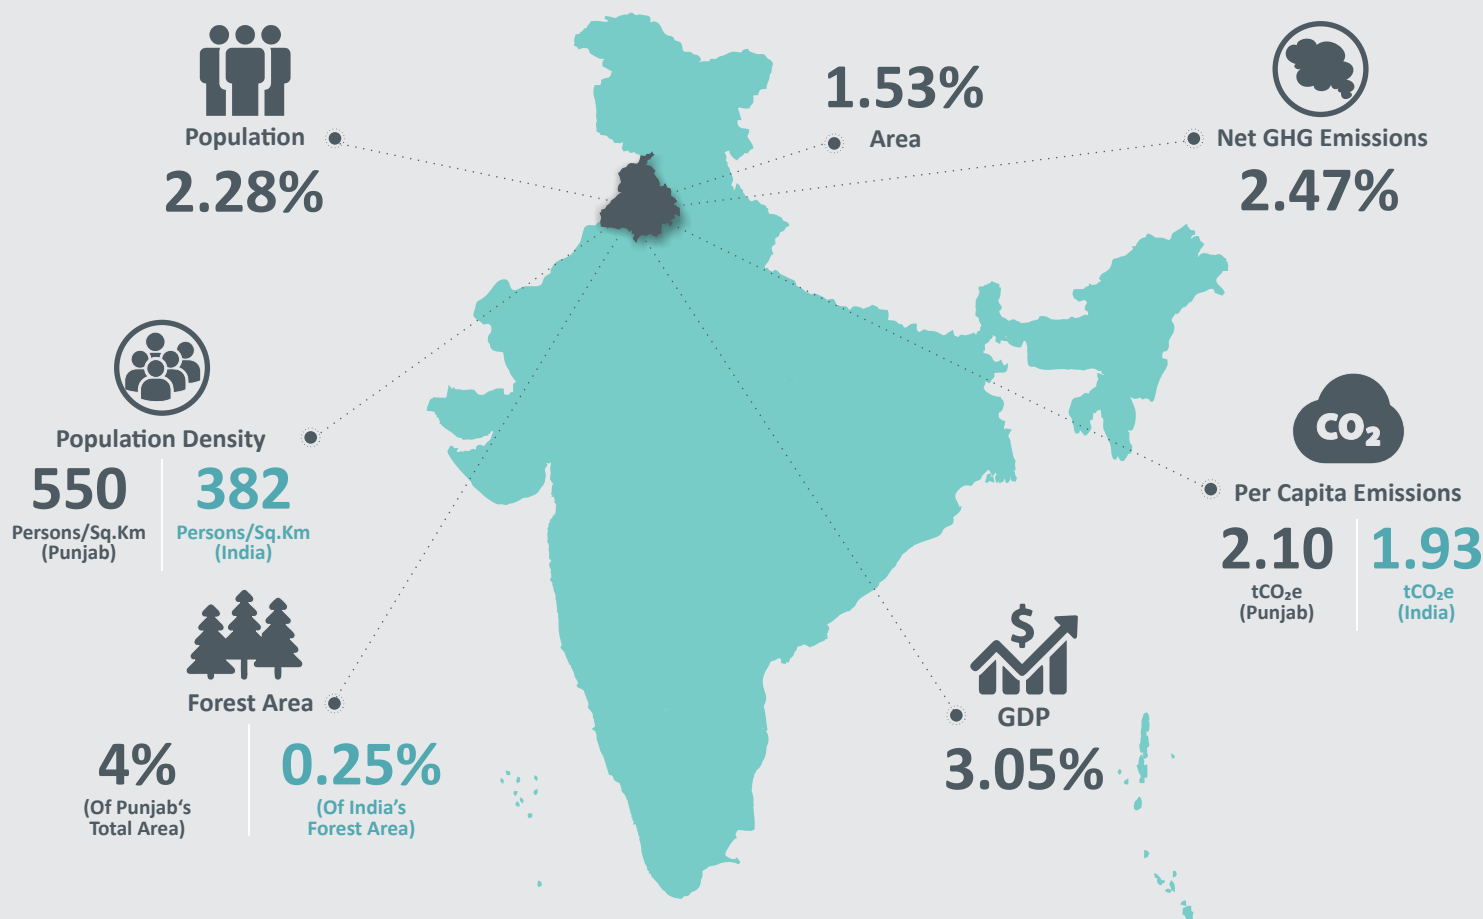 Population
2.28%
1.53%
Area
Net GHG Emissions
2.47%
Population Density
550
Persons/Sq.Km
(Punjab)
382
Persons/Sq.Km
(India)
CO₂
Per Capita Emissions
2.10
tCO₂e
(Punjab)
1.93
tCO₂e
(India)
Forest Area
4%
(Of Punjab‘s
Total Area)
0.25%
(Of India’s
Forest Area)
$
GDP
3.05%